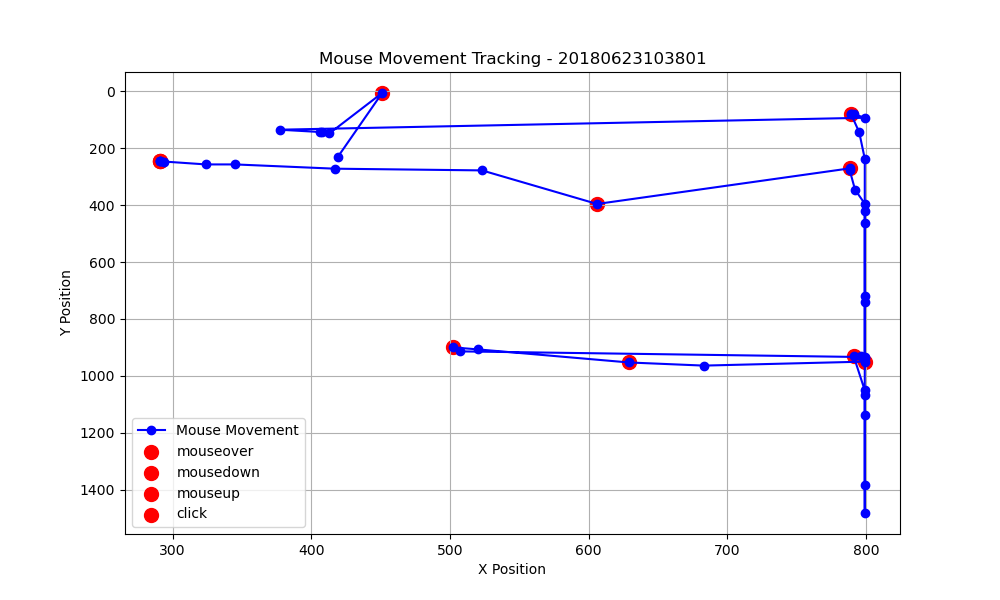 Mouse Movement Tracking - 20180623103801
Y Position
0
200
400
600
800
1000
1200
1400
Mouse Movement
mouseover
mousedown
mouseup
click
300 400 500 600 700 800
X Position